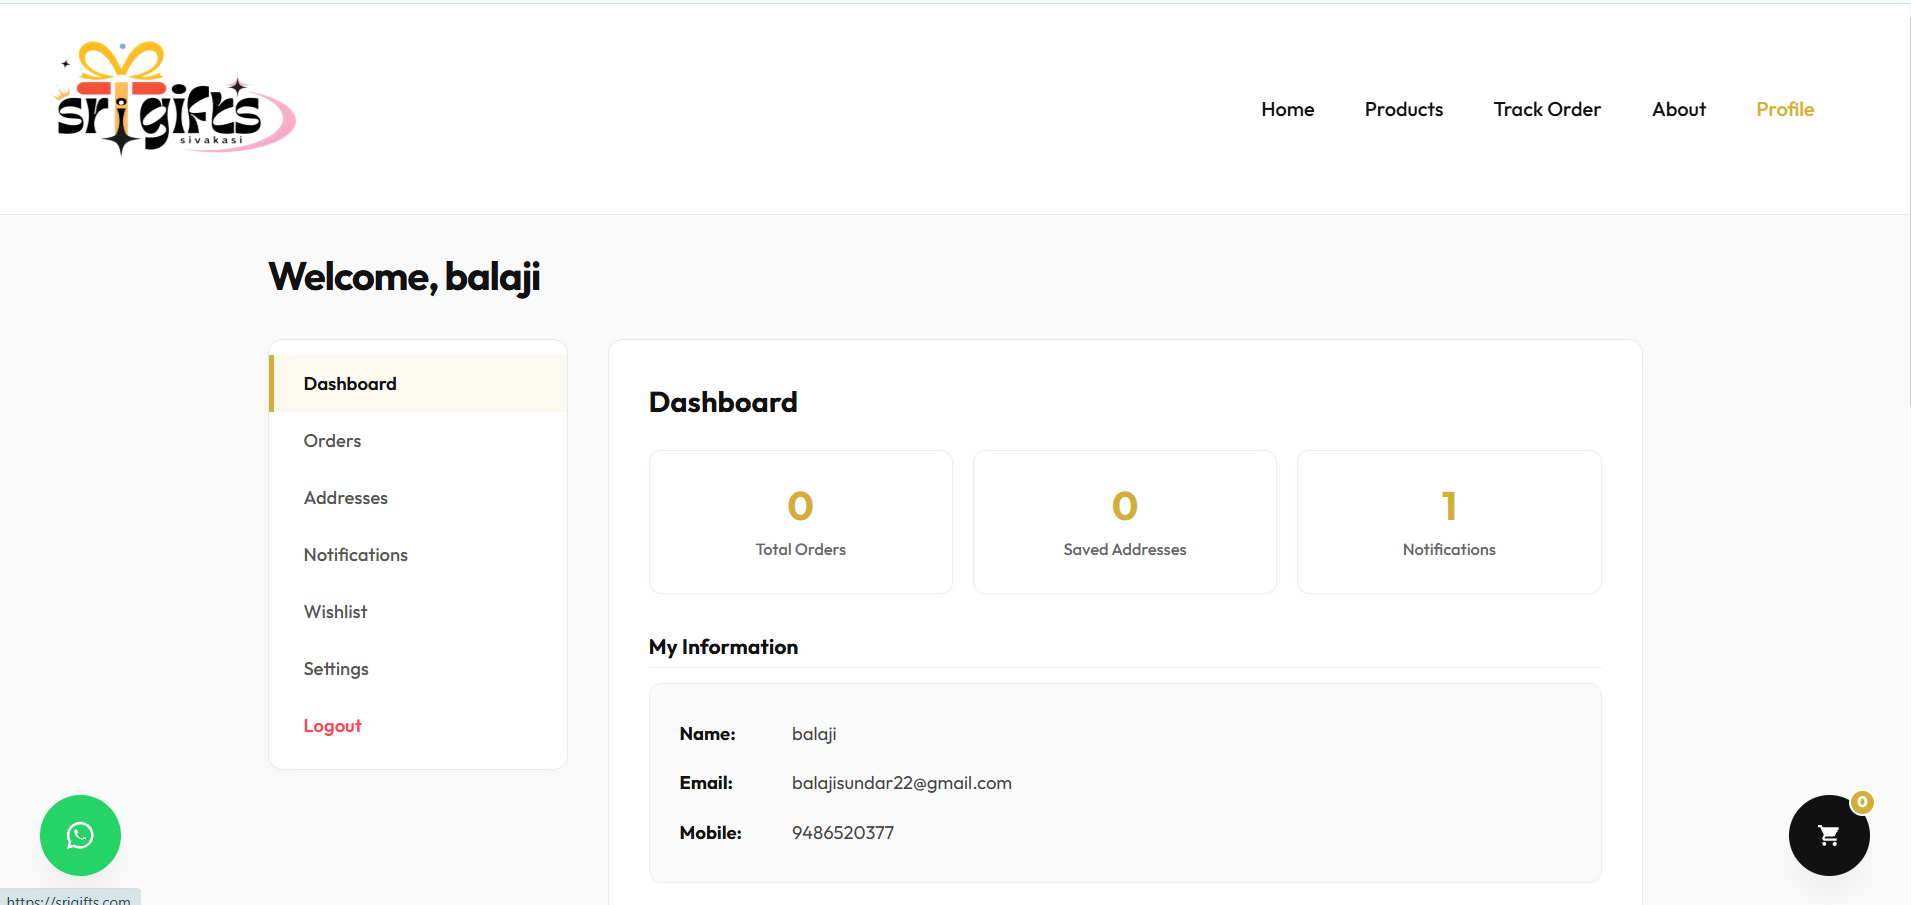 sri gifts
sivakasi
Home Products Track Order About Profile
Welcome, balaji
Dashboard
Orders
Addresses
Notifications
Wishlist
Settings
Logout
Dashboard
0 0 1
Total Orders Saved Addresses Notifications
My Information
Name: balaji
Email: balajisundar22@gmail.com
Mobile: 9486520377
0
https://srigifts.com